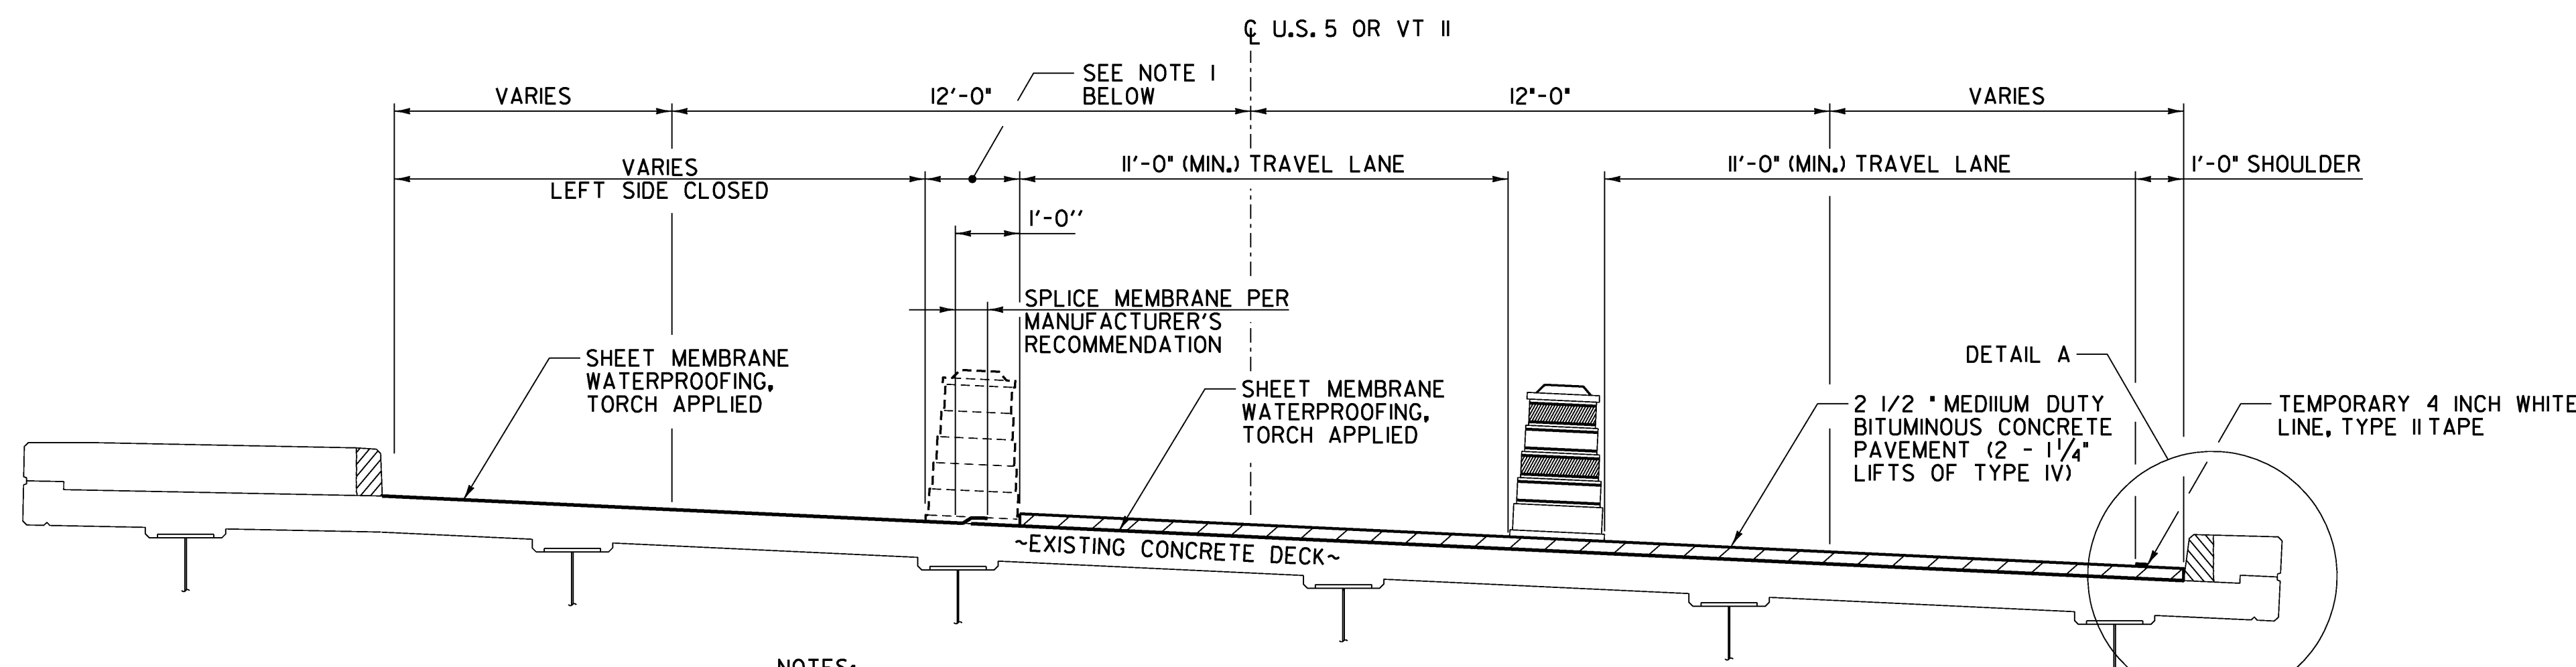 ℄ U.S. 5 OR VT 11
SEE NOTE 1
BELOW
VARIES
12'-0"
12"-0"
VARIES
VARIES
LEFT SIDE CLOSED
11'-0" (MIN.) TRAVEL LANE
11'-0" (MIN.) TRAVEL LANE
1'-0" SHOULDER
1'-0''
SPLICE MEMBRANE PER
MANUFACTURER'S
RECOMMENDATION
SHEET MEMBRANE
WATERPROOFING,
TORCH APPLIED
SHEET MEMBRANE
WATERPROOFING,
TORCH APPLIED
DETAIL A
2 1/2 " MEDIIUM DUTY
BITUMINOUS CONCRETE
PAVEMENT (2 - 1 1/4"
LIFTS OF TYPE IV)
TEMPORARY 4 INCH WHITE
LINE, TYPE II TAPE
~EXISTING CONCRETE DECK~
NOTES: